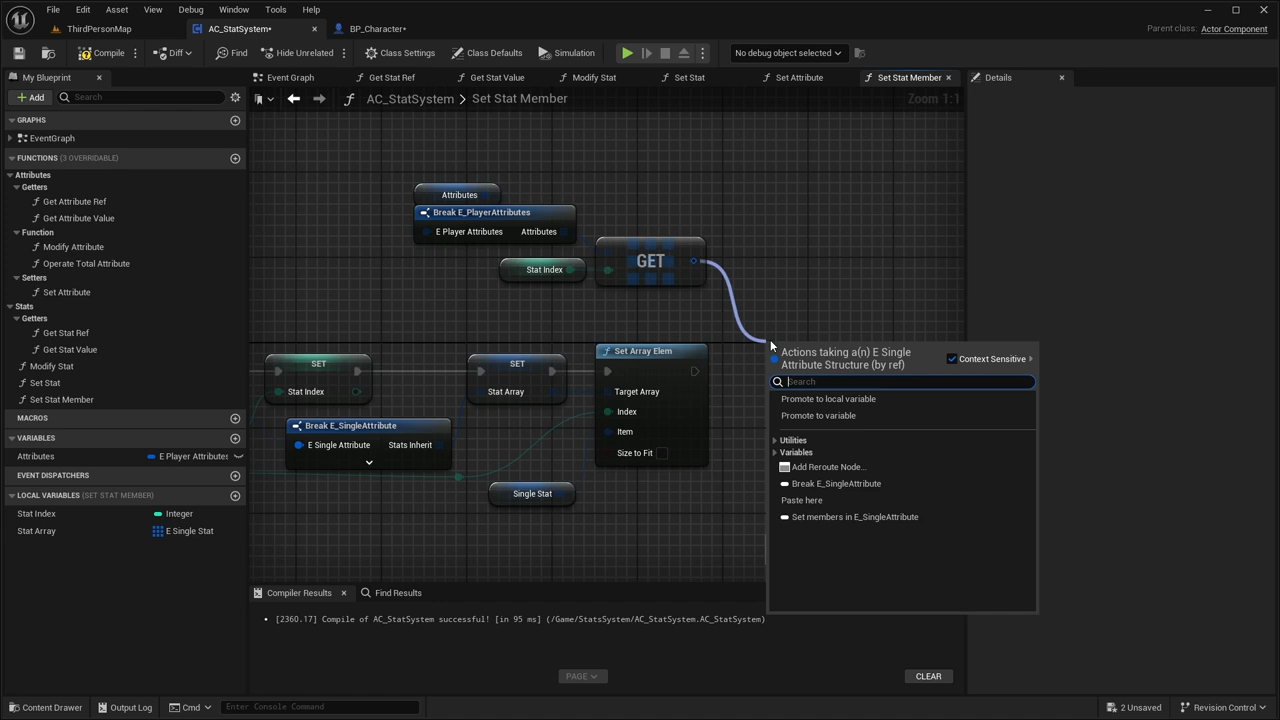 File Edit Asset View Debug Window Tools Help
ThirdPersonMap AC_StatSystem* BP_Character*
Parent class: Actor Component
Compile Diff Find Hide Unrelated Class Settings Class Defaults Simulation No debug object selected
My Blueprint Event Graph Get Stat Ref Get Stat Value Modify Stat Set Stat Set Attribute Set Stat Member Details
Add Search AC_StatSystem > Set Stat Member Zoom 1:1
GRAPHS
EventGraph
FUNCTIONS (3 OVERRIDABLE)
Attributes
Getters
Get Attribute Ref
Get Attribute Value
Function
Modify Attribute
Operate Total Attribute
Setters
Set Attribute
Stats
Getters
Get Stat Ref
Get Stat Value
Modify Stat
Set Stat
Set Stat Member
MACROS
VARIABLES
Attributes E Player Attributes
EVENT DISPATCHERS
LOCAL VARIABLES (SET STAT MEMBER)
Stat Index Integer
Stat Array E Single Stat
Attributes
Break E_PlayerAttributes
E Player Attributes Attributes
Stat Index
GET
SET
Stat Index
SET
Stat Array
Break E_SingleAttribute
E Single Attribute Stats Inherit
Set Array Elem
Target Array
Index
Item
Size to Fit
Single Stat
Actions taking a(n) E Single
Attribute Structure (by ref)
Context Sensitive
Search
Promote to local variable
Promote to variable
Utilities
Variables
Add Reroute Node...
Break E_SingleAttribute
Paste here
Set members in E_SingleAttribute
Compiler Results Find Results
[2360.17] Compile of AC_StatSystem successful! [in 95 ms] (/Game/StatsSystem/AC_StatSystem.AC_StatSystem)
PAGE CLEAR
Content Drawer Output Log Cmd Enter Console Command 2 Unsaved Revision Control